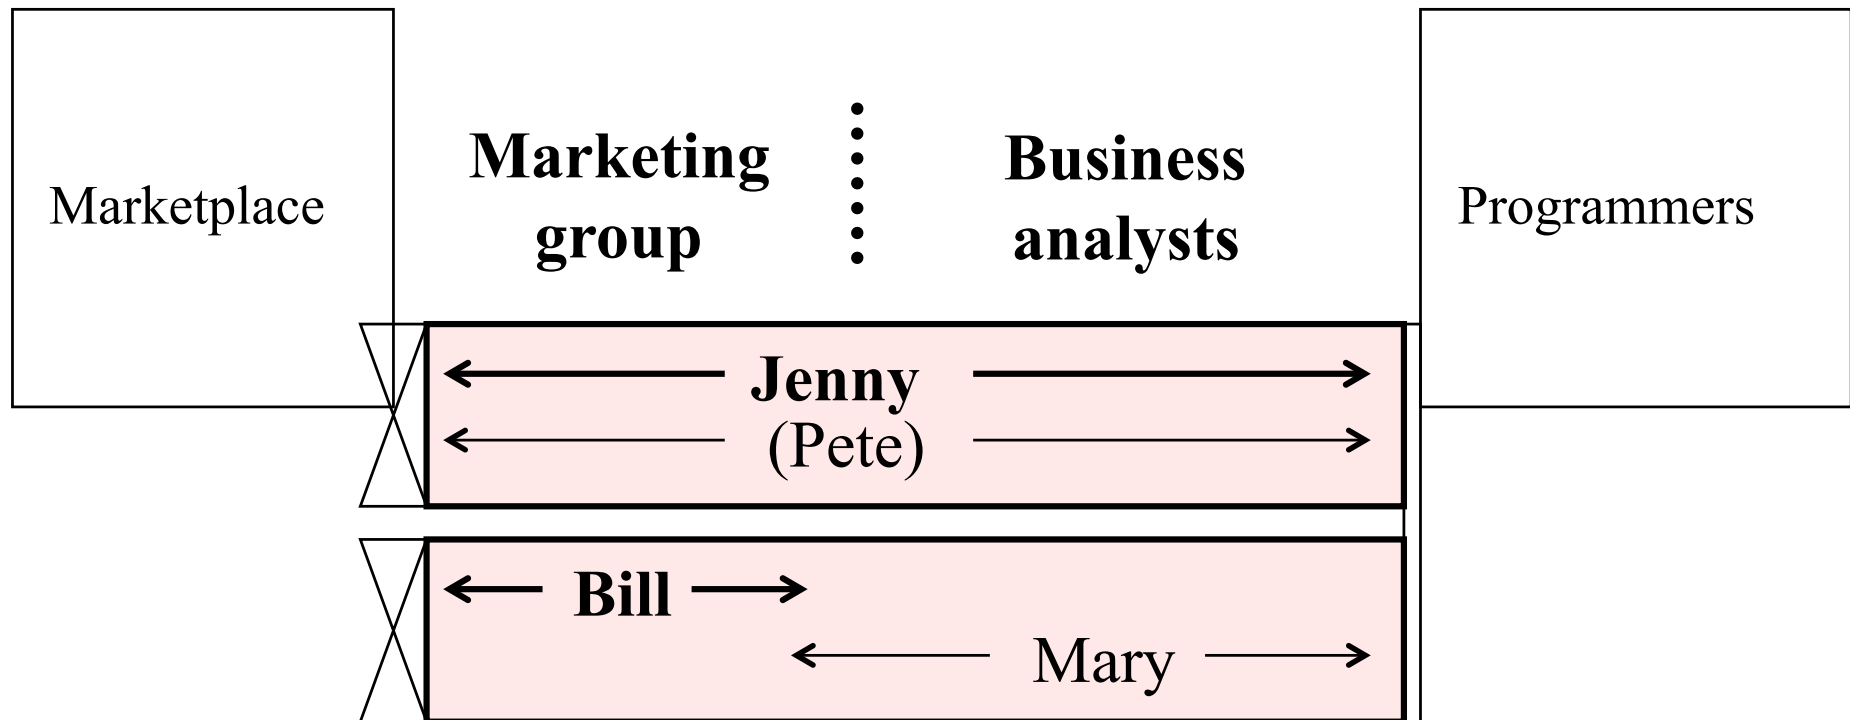 Marketplace
Marketing
group
Business
analysts
Programmers
Jenny
(Pete)
Bill
Mary